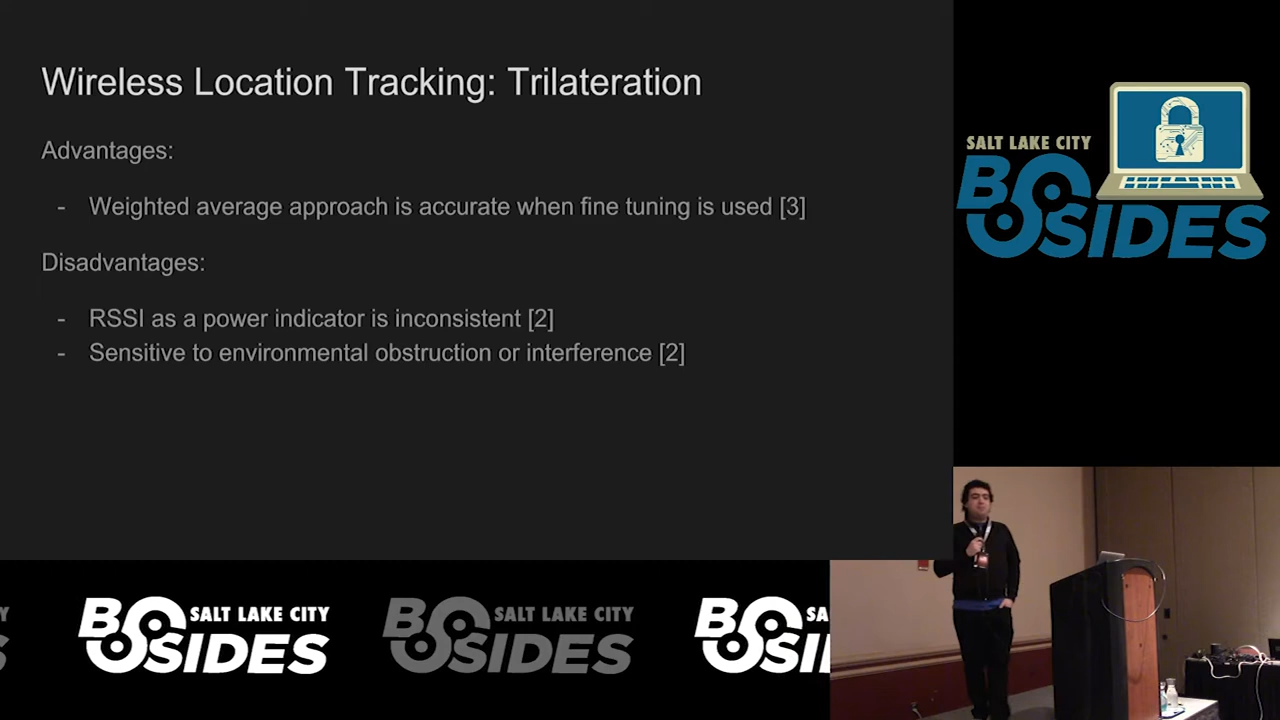 Wireless Location Tracking: Trilateration
Advantages:
- Weighted average approach is accurate when fine tuning is used [3]
Disadvantages:
- RSSI as a power indicator is inconsistent [2]
- Sensitive to environmental obstruction or interference [2]
SALT LAKE CITY
BSIDES
SALT LAKE CITY
BSIDES
SALT LAKE CITY
BSIDES
SA
BSI